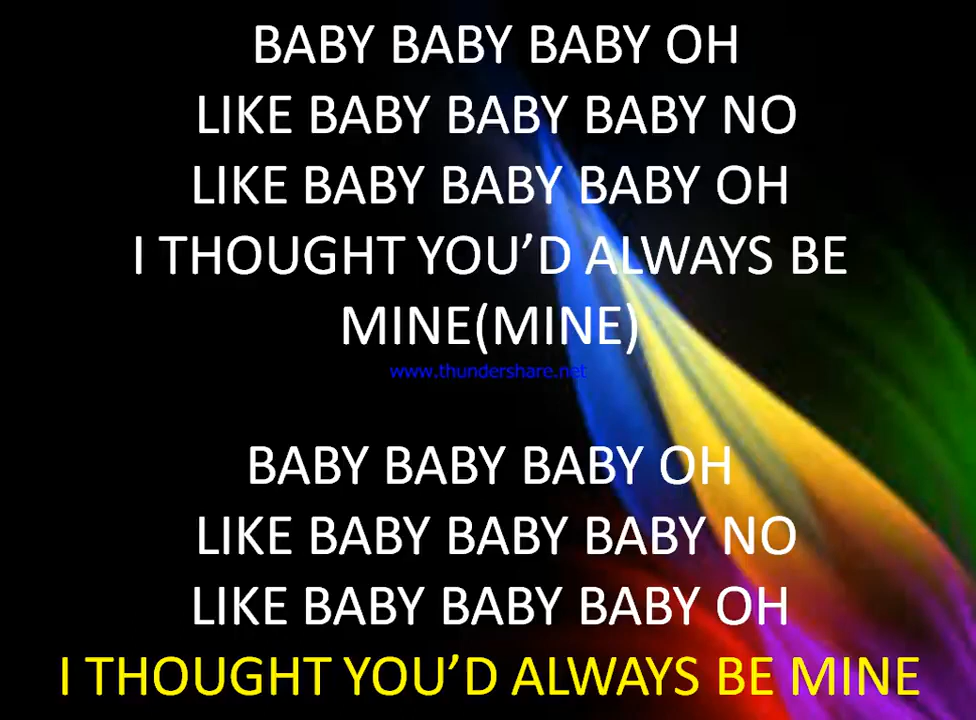 BABY BABY BABY OH
LIKE BABY BABY BABY NO
LIKE BABY BABY BABY OH
I THOUGHT YOU’D ALWAYS BE
MINE(MINE)
www.thundershare.net
BABY BABY BABY OH
LIKE BABY BABY BABY NO
LIKE BABY BABY BABY OH
I THOUGHT YOU’D ALWAYS BE MINE